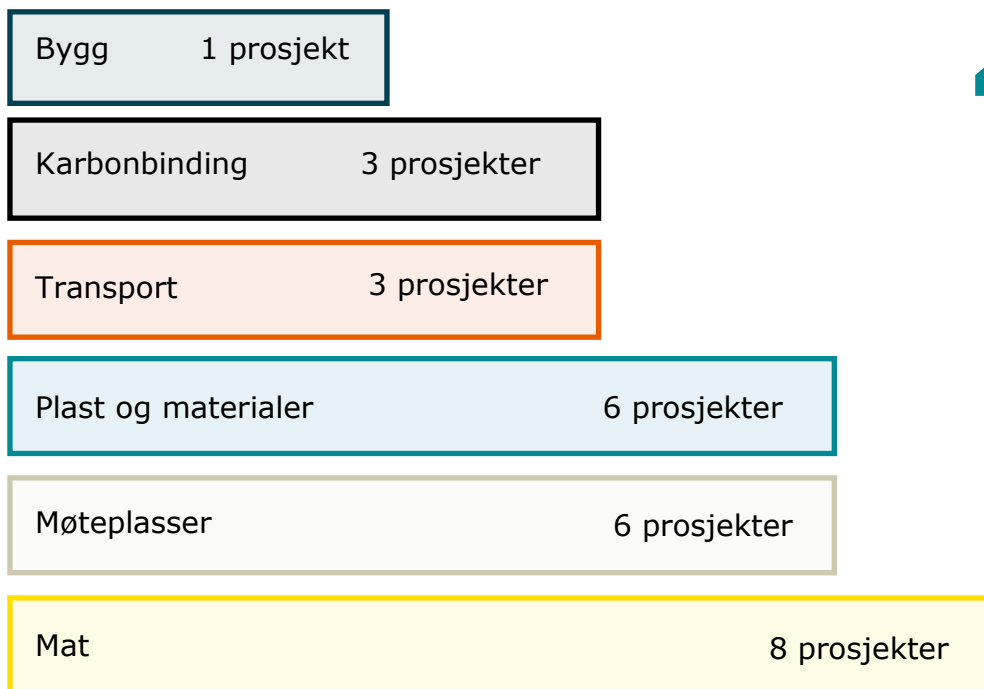 Bygg 1 prosjekt
Karbonbinding 3 prosjekter
Transport 3 prosjekter
Plast og materialer 6 prosjekter
Møteplasser 6 prosjekter
Mat 8 prosjekter